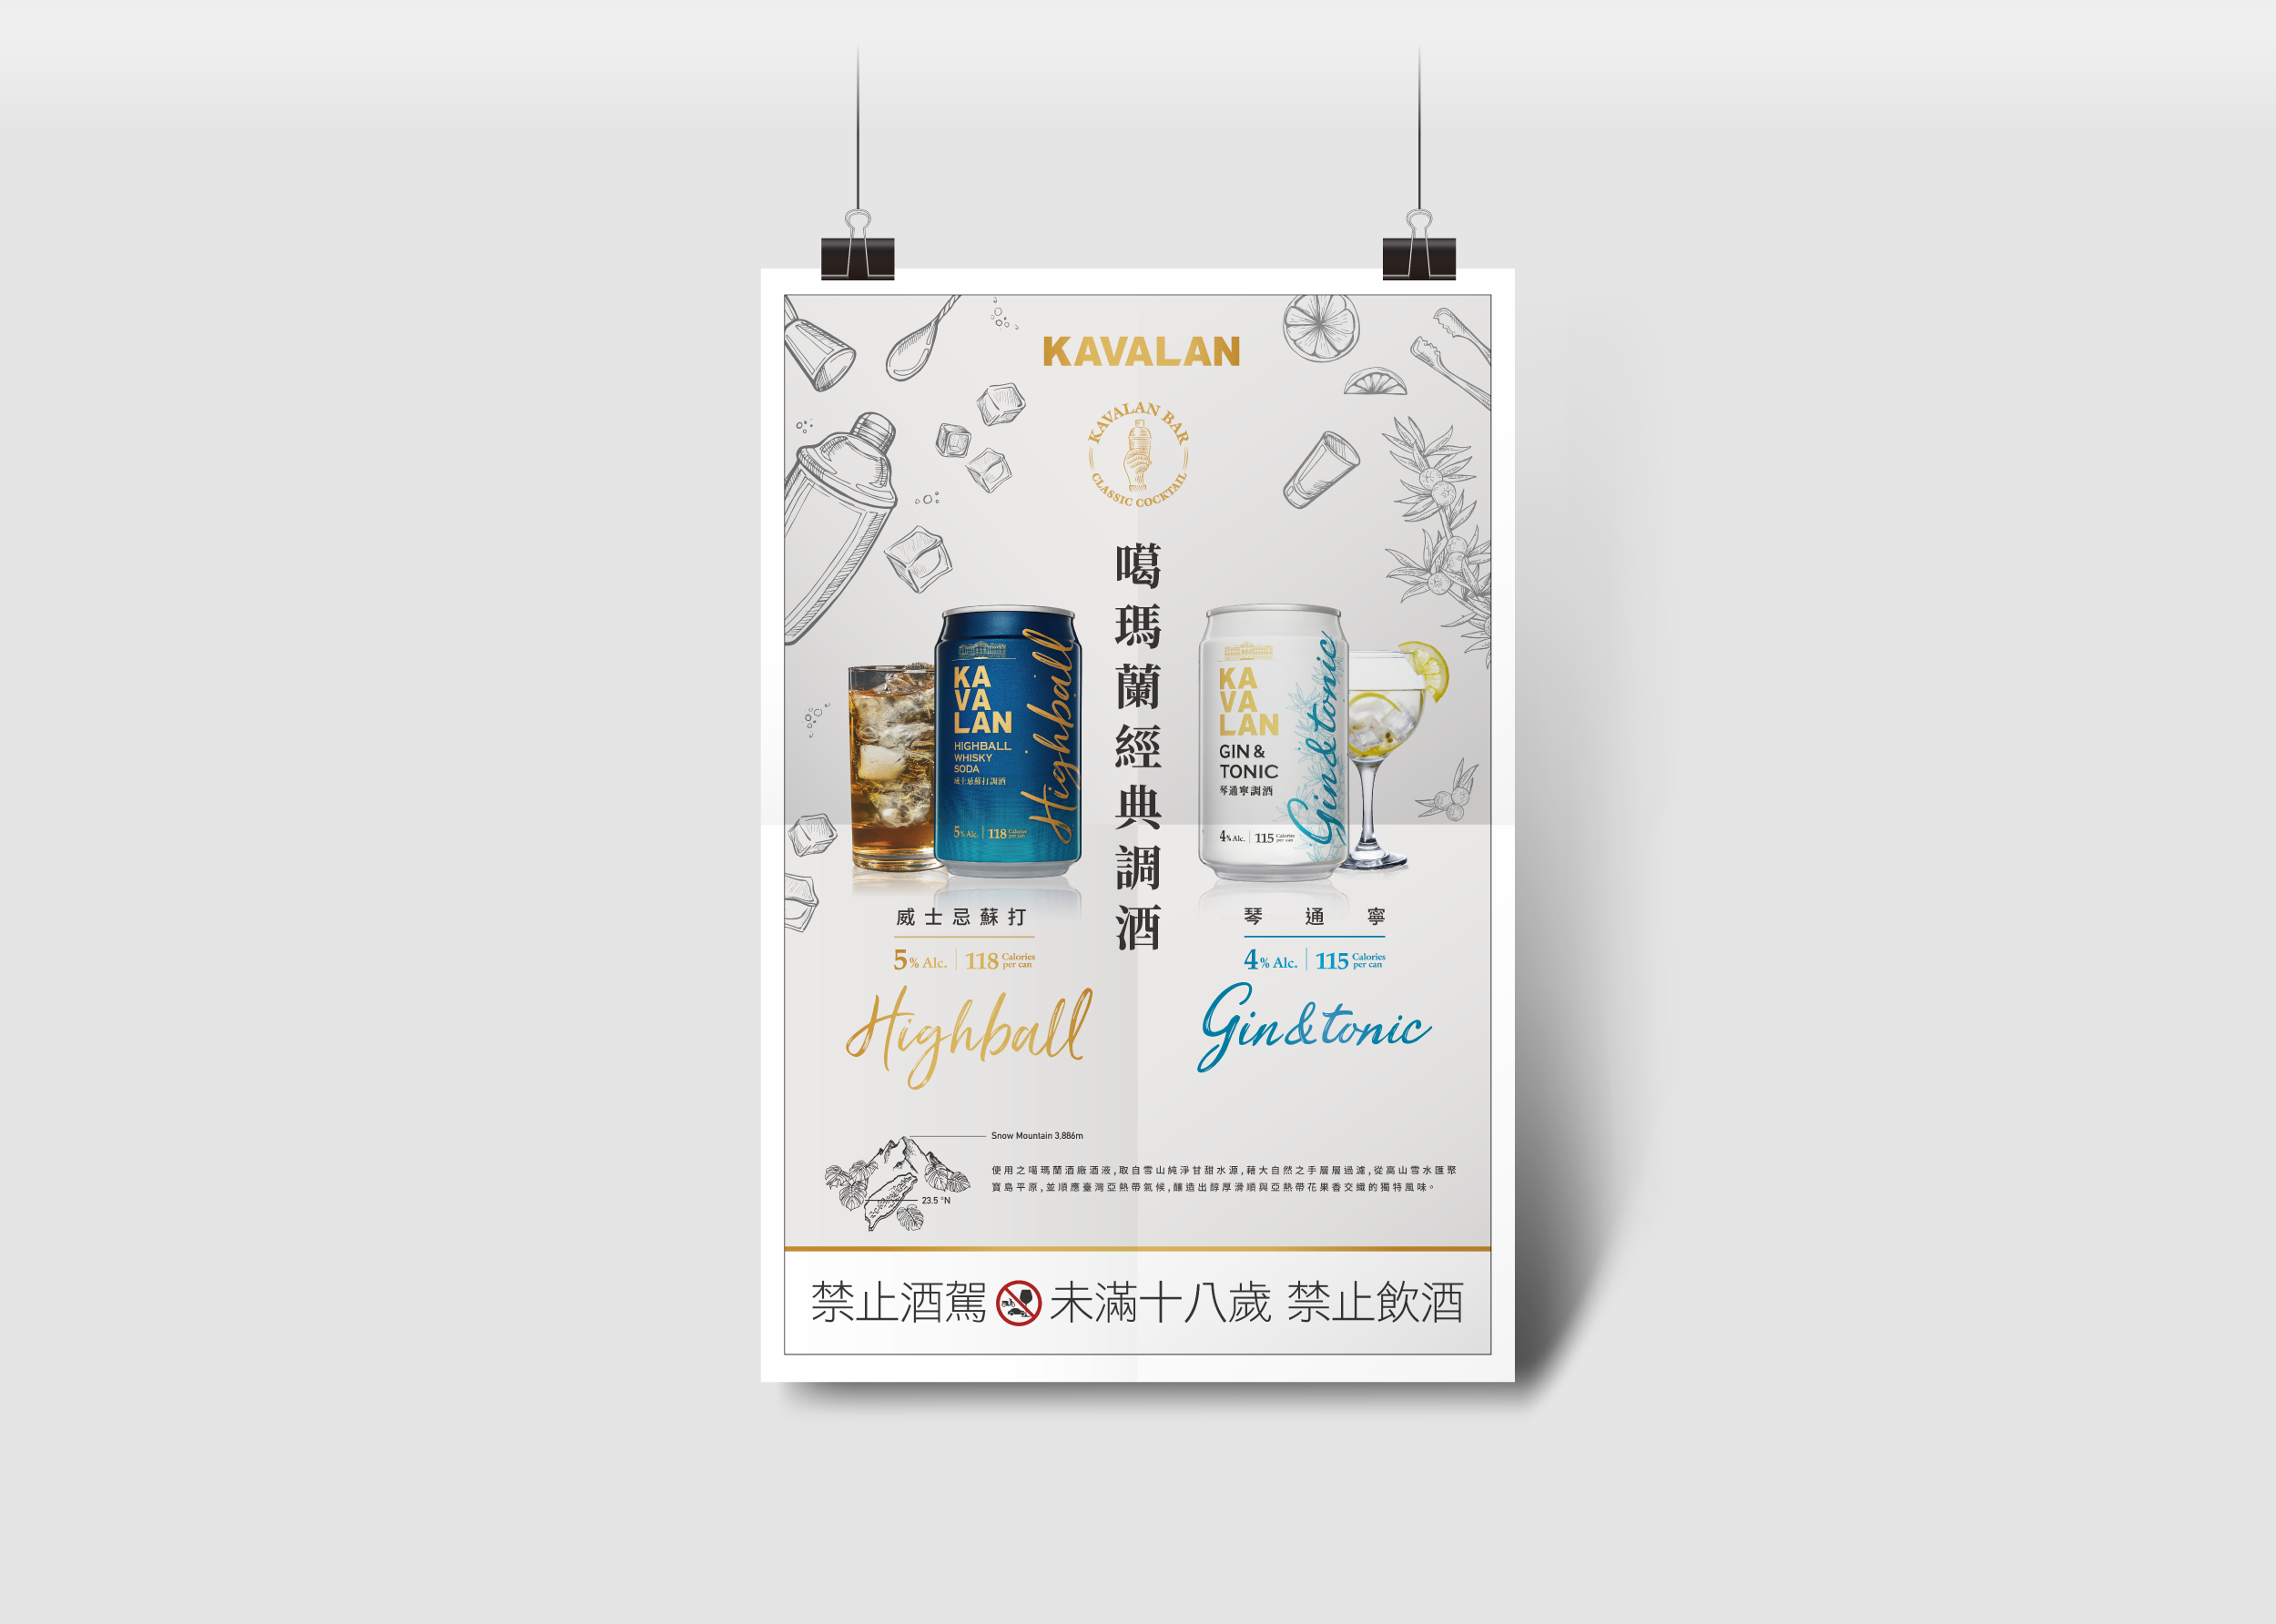 KAVALAN
KAVALAN BAR
CLASSIC COCKTAIL
噶瑪蘭經典調酒
KA
VA
LAN
HIGHBALL
WHISKY
SODA
威士忌蘇打調酒
5% Alc. | 118 Calories per can
Highball
KA
VA
LAN
GIN &
TONIC
琴通寧調酒
4% Alc. | 115 Calories per can
Gin&tonic
威士忌蘇打
5% Alc. | 118 Calories per can
Highball
琴通寧
4% Alc. | 115 Calories per can
Gin&tonic
Snow Mountain 3,886m
23.5 °N
使用之噶瑪蘭酒廠酒液,取自雪山純淨甘甜水源,藉大自然之手層層過濾,從高山雪水匯聚
寶島平原,並順應臺灣亞熱帶氣候,釀造出醇厚滑順與亞熱帶花果香交織的獨特風味。
禁止酒駕 未滿十八歲 禁止飲酒